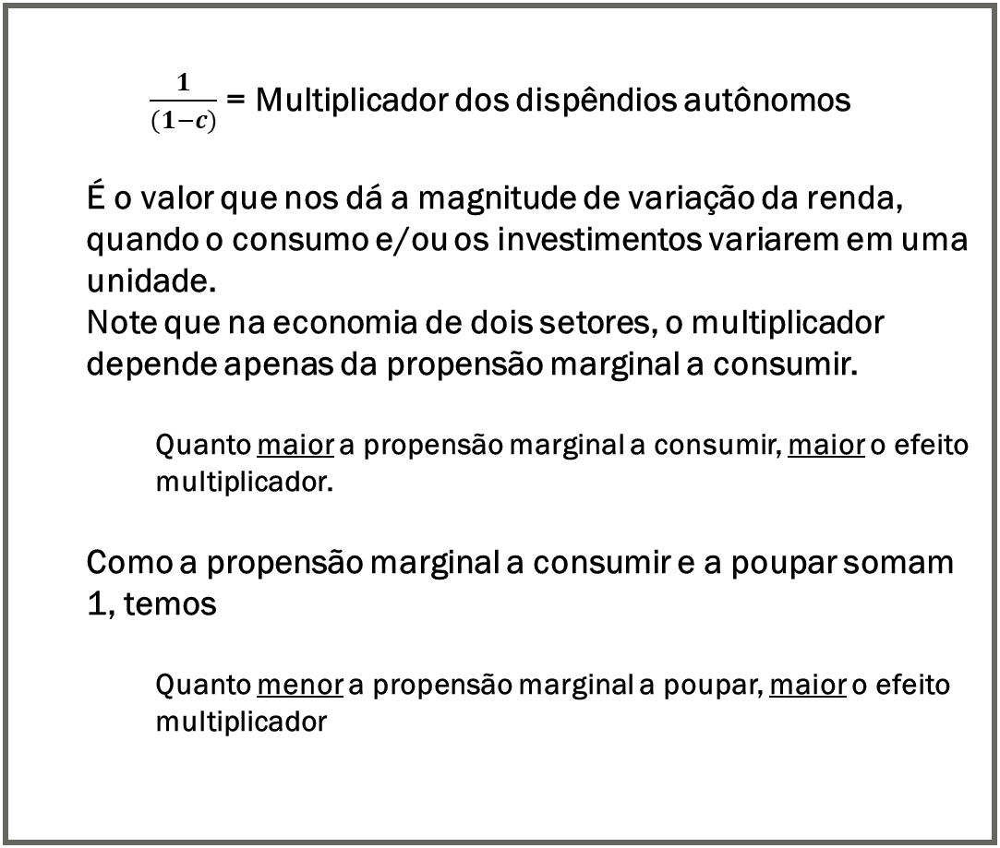 1/(1−c) = Multiplicador dos dispêndios autônomos
É o valor que nos dá a magnitude de variação da renda,
quando o consumo e/ou os investimentos variarem em uma
unidade.
Note que na economia de dois setores, o multiplicador
depende apenas da propensão marginal a consumir.
Quanto maior a propensão marginal a consumir, maior o efeito
multiplicador.
Como a propensão marginal a consumir e a poupar somam
1, temos
Quanto menor a propensão marginal a poupar, maior o efeito
multiplicador